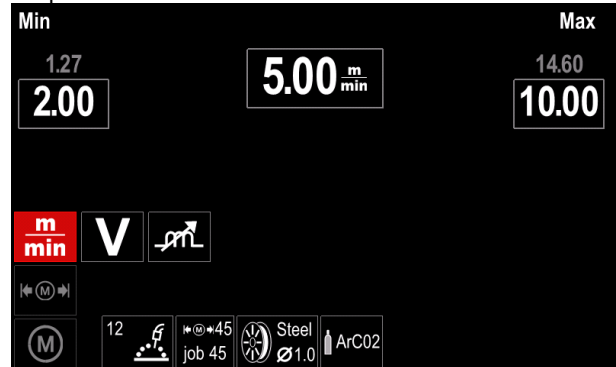 Min
Max
1.27
14.60
5.00 m/min
2.00
10.00
m
min
V
M
12
M 45
job 45
Steel
Ø1.0
ArC02
M